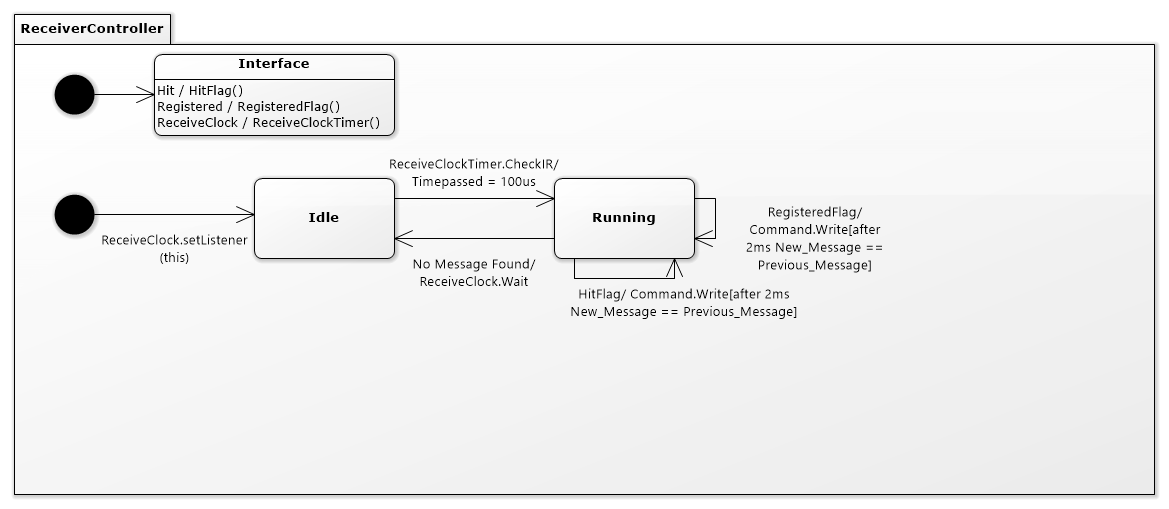 ReceiverController
Interface
Hit / HitFlag()
Registered / RegisteredFlag()
ReceiveClock / ReceiveClockTimer()
ReceiveClockTimer.CheckIR/
Timepassed = 100us
Idle
Running
ReceiveClock.setListener
(this)
No Message Found/
ReceiveClock.Wait
RegisteredFlag/
Command.Write[after
2ms New_Message ==
Previous_Message]
HitFlag/ Command.Write[after 2ms
New_Message == Previous_Message]